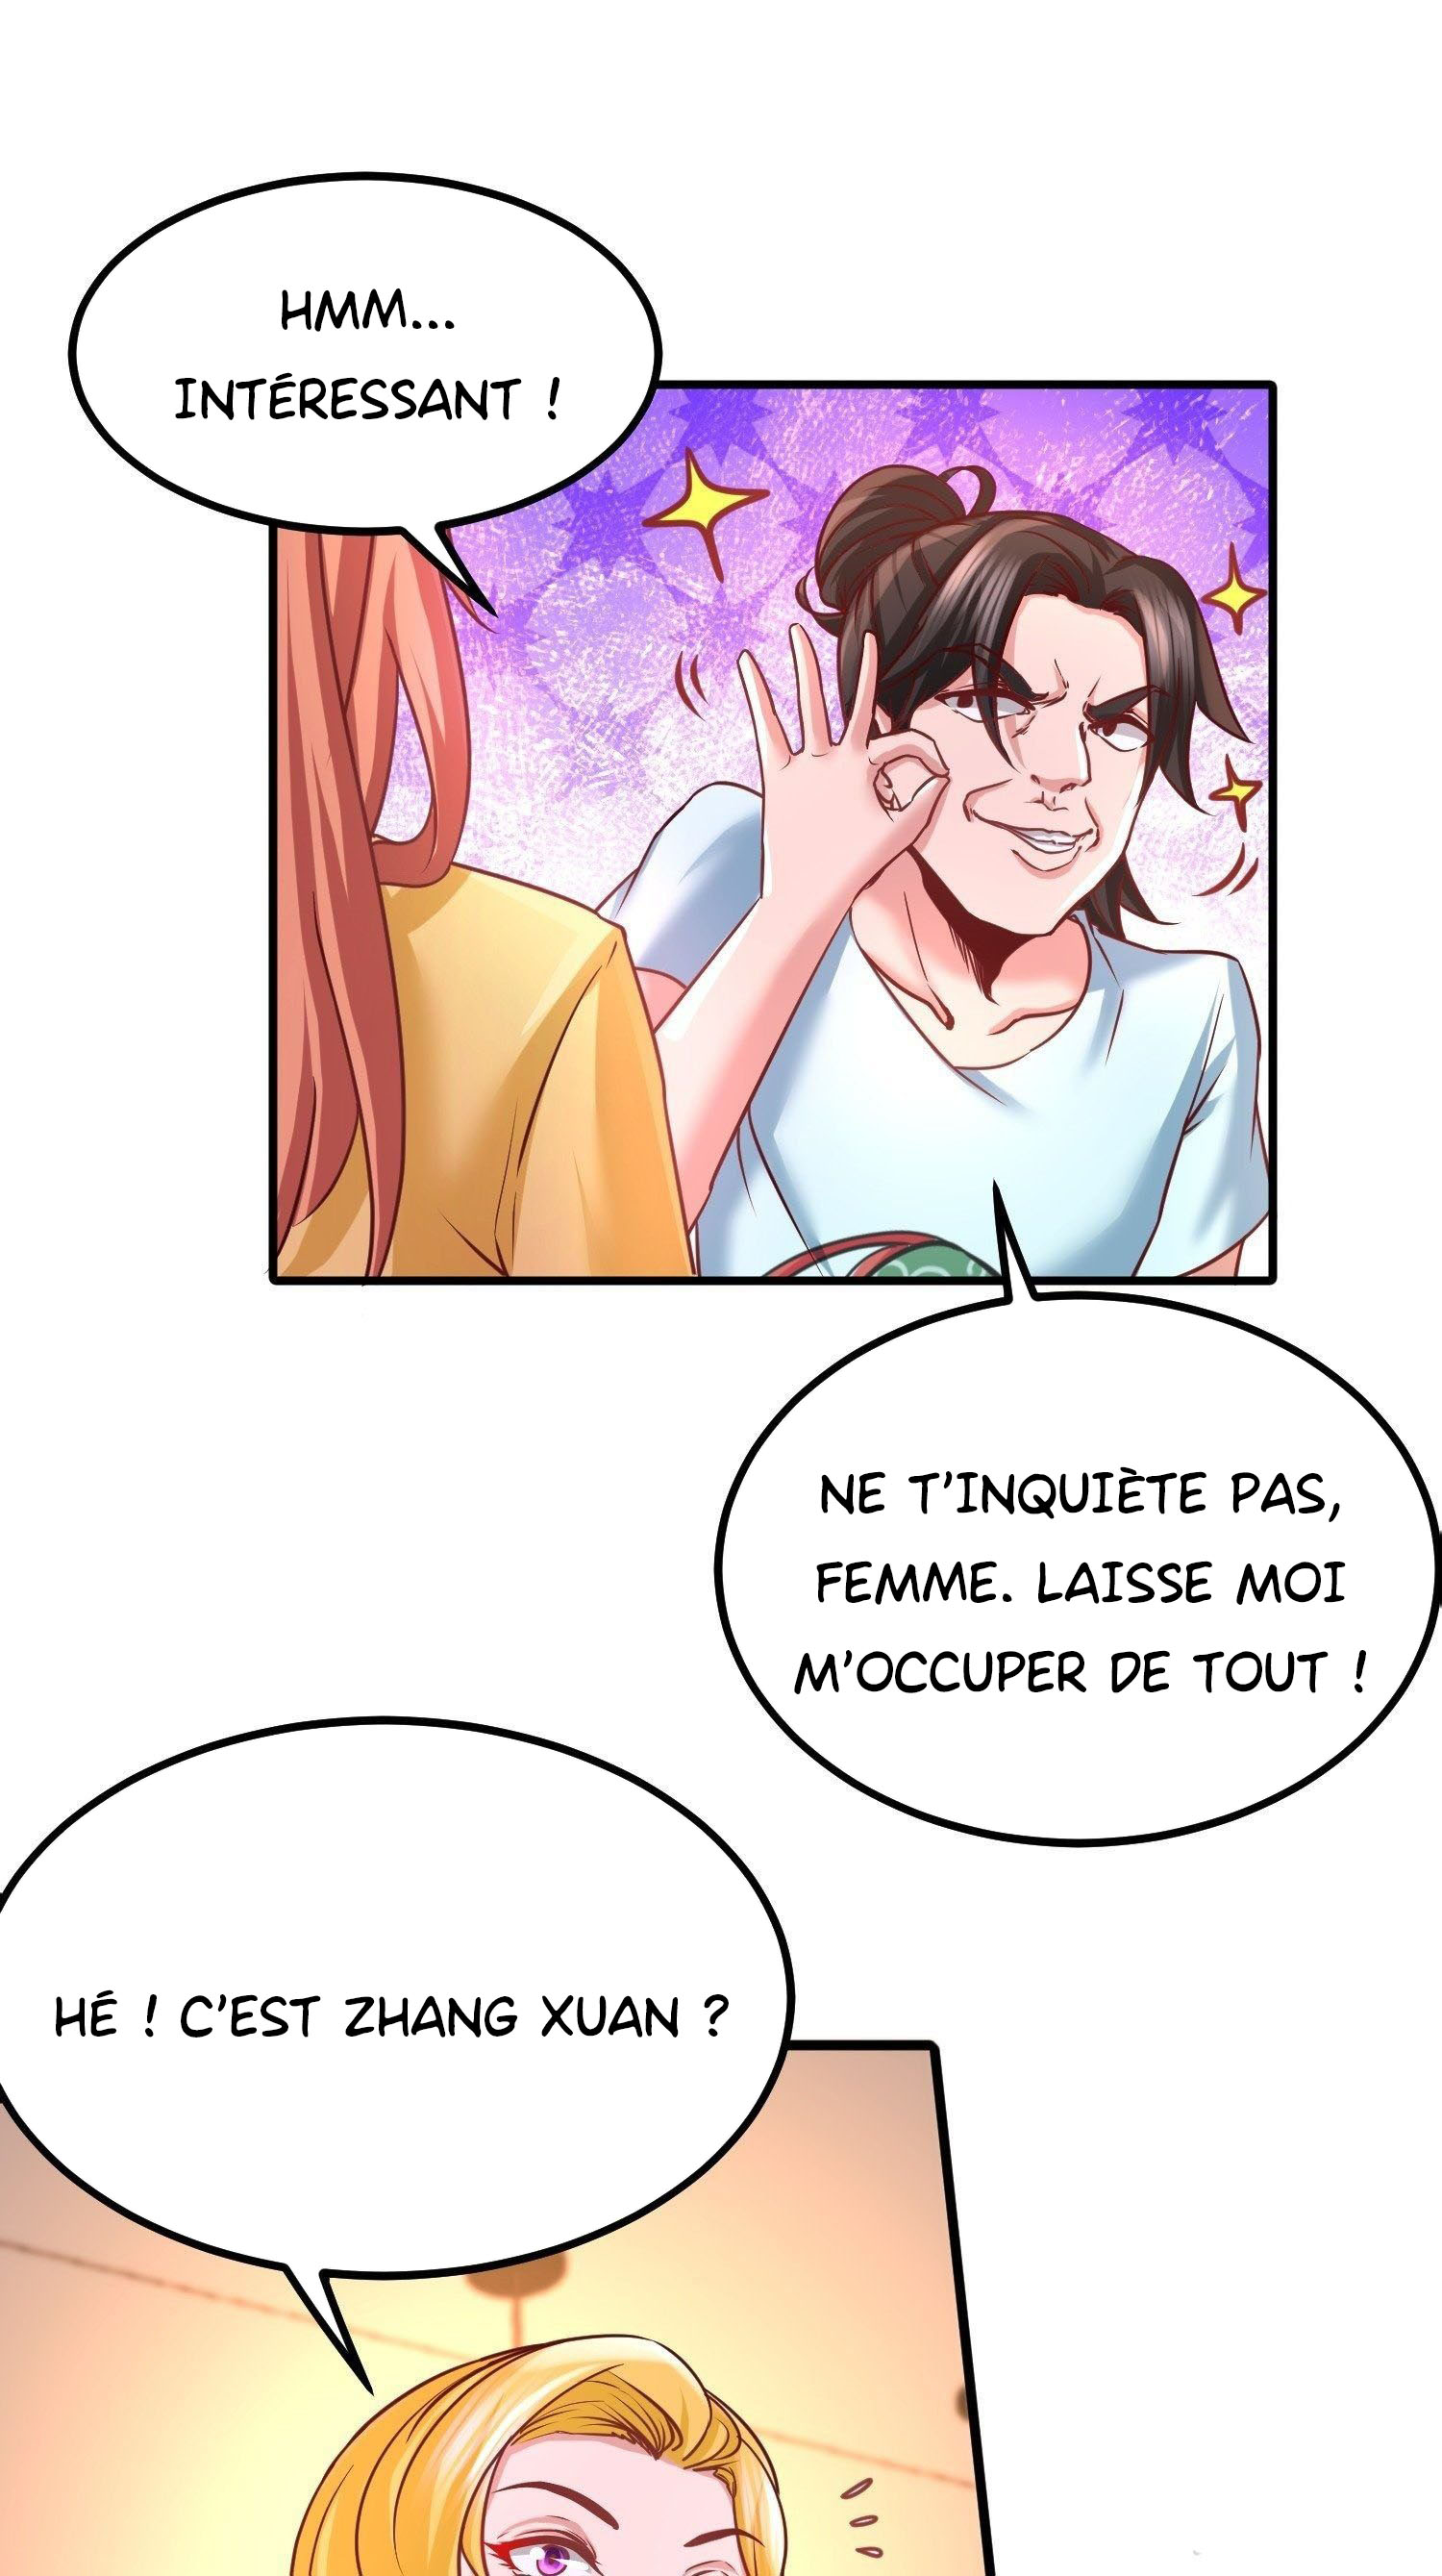 HMM...
INTÉRESSANT !
NE T'INQUIÈTE PAS,
FEMME. LAISSE MOI
M'OCCUPER DE TOUT !
HÉ ! C'EST ZHANG XUAN ?